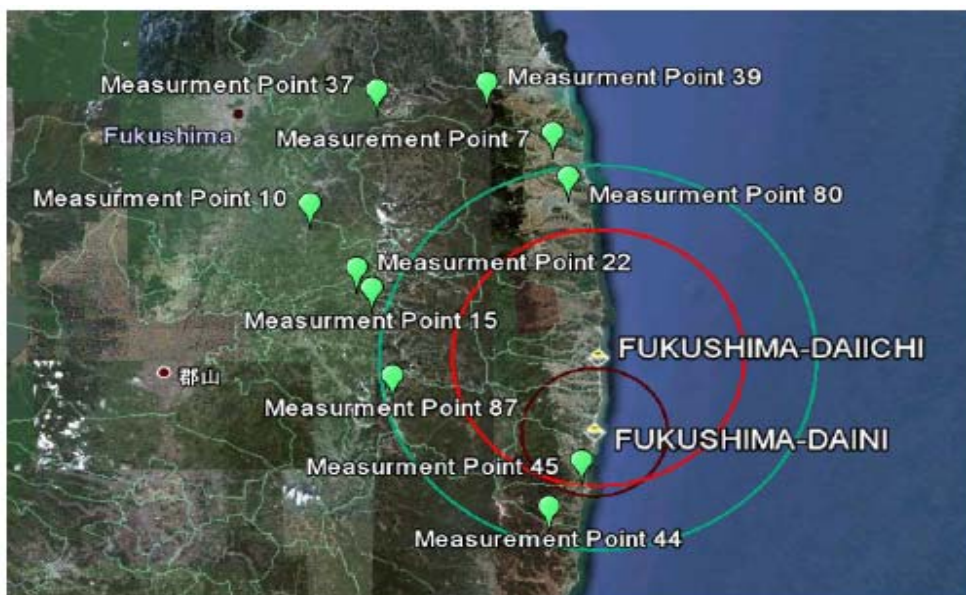 Measurment Point 37
Measurment Point 39
Fukushima
Measurement Point 7
Measurment Point 10
Measurment Point 80
Measurment Point 22
Measurment Point 15
FUKUSHIMA-DAIICHI
郡山
Measurment Point 87
FUKUSHIMA-DAINI
Measurment Point 45
Measurement Point 44